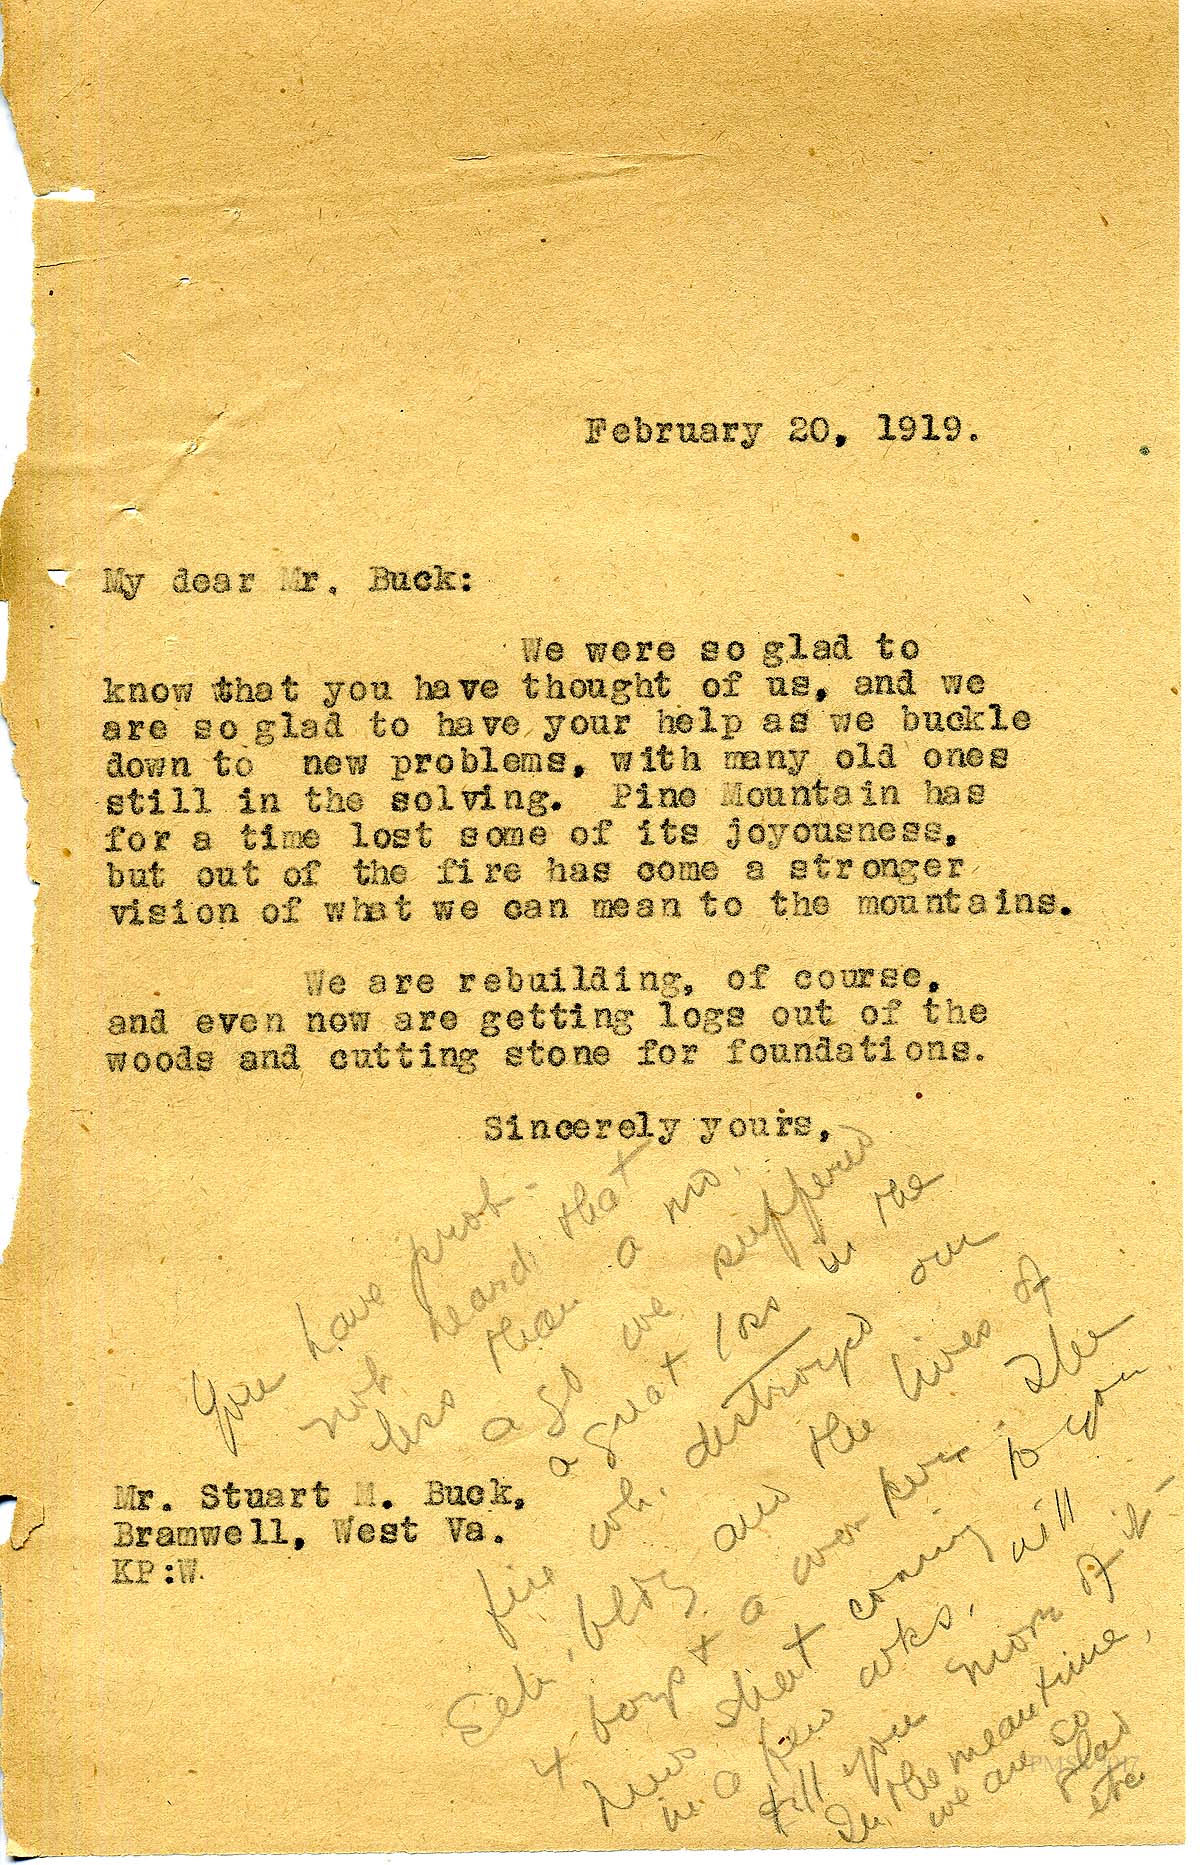 February 20, 1919.
My dear Mr. Buck:
We were so glad to
know that you have thought of us, and we
are so glad to have your help as we buckle
down to new problems, with many old ones
still in the solving. Pine Mountain has
for a time lost some of its joyousness,
but out of the fire has come a stronger
vision of what we can mean to the mountains.
We are rebuilding, of course,
and even now are getting logs out of the
woods and cutting stone for foundations.
Sincerely yours,
You have prob.
not heard that
less than a mo.
ago we suffered
a great loss in the
fire wh. destroyed our
Sch. bldg and the lives of
4 boys & a worker. The
news sheet coming to you
in a few wks, will
tell you more of it-
In the meantime,
we are so
glad
etc.
Mr. Stuart M. Buck,
Bramwell, West Va.
KP:W.